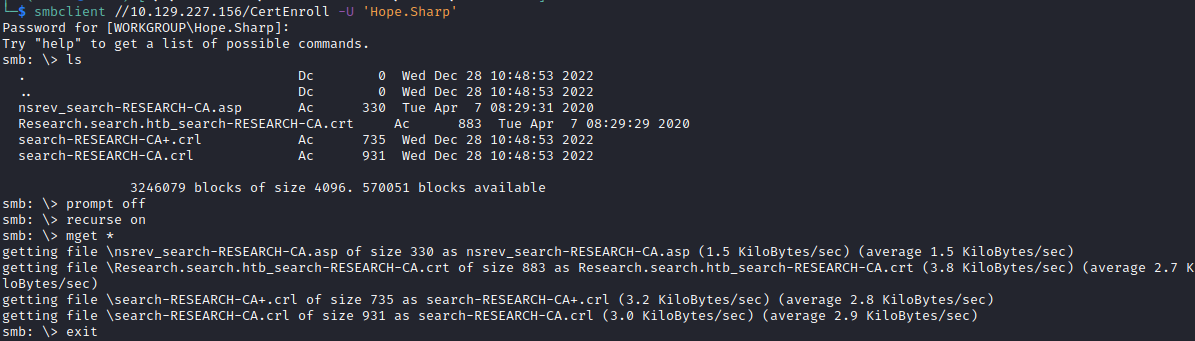 └─$ smbclient //10.129.227.156/CertEnroll -U 'Hope.Sharp'
Password for [WORKGROUP\Hope.Sharp]:
Try "help" to get a list of possible commands.
smb: \> ls
  .                                  Dc        0  Wed Dec 28 10:48:53 2022
  ..                                 Dc        0  Wed Dec 28 10:48:53 2022
  nsrev_search-RESEARCH-CA.asp       Ac      330  Tue Apr  7 08:29:31 2020
  Research.search.htb_search-RESEARCH-CA.crt     Ac      883  Tue Apr  7 08:29:29 2020
  search-RESEARCH-CA+.crl            Ac      735  Wed Dec 28 10:48:53 2022
  search-RESEARCH-CA.crl             Ac      931  Wed Dec 28 10:48:53 2022
                3246079 blocks of size 4096. 570051 blocks available
smb: \> prompt off
smb: \> recurse on
smb: \> mget *
getting file \nsrev_search-RESEARCH-CA.asp of size 330 as nsrev_search-RESEARCH-CA.asp (1.5 KiloBytes/sec) (average 1.5 KiloBytes/sec)
getting file \Research.search.htb_search-RESEARCH-CA.crt of size 883 as Research.search.htb_search-RESEARCH-CA.crt (3.8 KiloBytes/sec) (average 2.7 K
loBytes/sec)
getting file \search-RESEARCH-CA+.crl of size 735 as search-RESEARCH-CA+.crl (3.2 KiloBytes/sec) (average 2.8 KiloBytes/sec)
getting file \search-RESEARCH-CA.crl of size 931 as search-RESEARCH-CA.crl (3.0 KiloBytes/sec) (average 2.9 KiloBytes/sec)
smb: \> exit